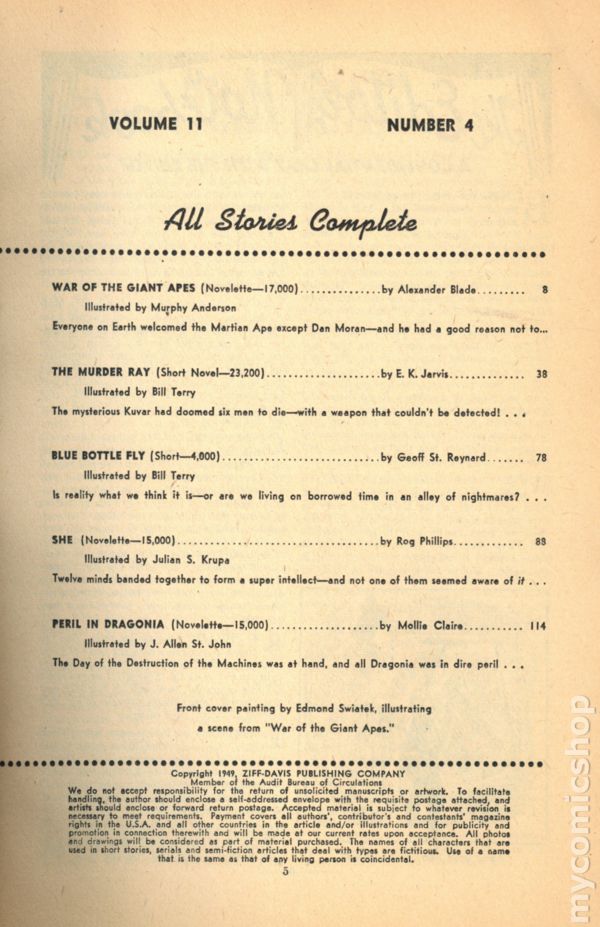 VOLUME 11 NUMBER 4
All Stories Complete
WAR OF THE GIANT APES (Novelette—17,000)...............by Alexander Blade......... 8
Illustrated by Murphy Anderson
Everyone on Earth welcomed the Martian Ape except Dan Moran—and he had a good reason not to...
THE MURDER RAY (Short Novel—23,200)......................by E. K. Jarvis............. 38
Illustrated by Bill Terry
The mysterious Kuvar had doomed six men to die—with a weapon that couldn't be detected! . . .
BLUE BOTTLE FLY (Short—4,000)..............................by Geoff St. Reynard....... 78
Illustrated by Bill Terry
Is reality what we think it is—or are we living on borrowed time in an alley of nightmares? . . .
SHE (Novelette—15,000)......................................by Rog Phillips............. 88
Illustrated by Julian S. Krupa
Twelve minds banded together to form a super intellect—and not one of them seemed aware of it . . .
PERIL IN DRAGONIA (Novelette—15,000)....................by Mollie Claire........... 114
Illustrated by J. Allen St. John
The Day of the Destruction of the Machines was at hand, and all Dragonia was in dire peril . . .
Front cover painting by Edmond Swiatek, illustrating
a scene from "War of the Giant Apes."
Copyright 1949, ZIFF-DAVIS PUBLISHING COMPANY
Member of the Audit Bureau of Circulations
We do not accept responsibility for the return of unsolicited manuscripts or artwork. To facilitate
handling, the author should enclose a self-addressed envelope with the requisite postage attached, and
artists should enclose or forward return postage. Accepted material is subject to whatever revision is
necessary to meet requirements. Payment covers all authors', contributor's and contestants' magazine
rights in the U.S.A. and all other countries in the article and/or illustrations and for publicity and
promotion in connection therewith and will be made at our current rates upon acceptance. All photos
and drawings will be considered as part of material purchased. The names of all characters that are
used in short stories, serials and semi-fiction articles that deal with types are fictitious. Use of a name
that is the same as that of any living person is coincidental.
5
mycomicshop